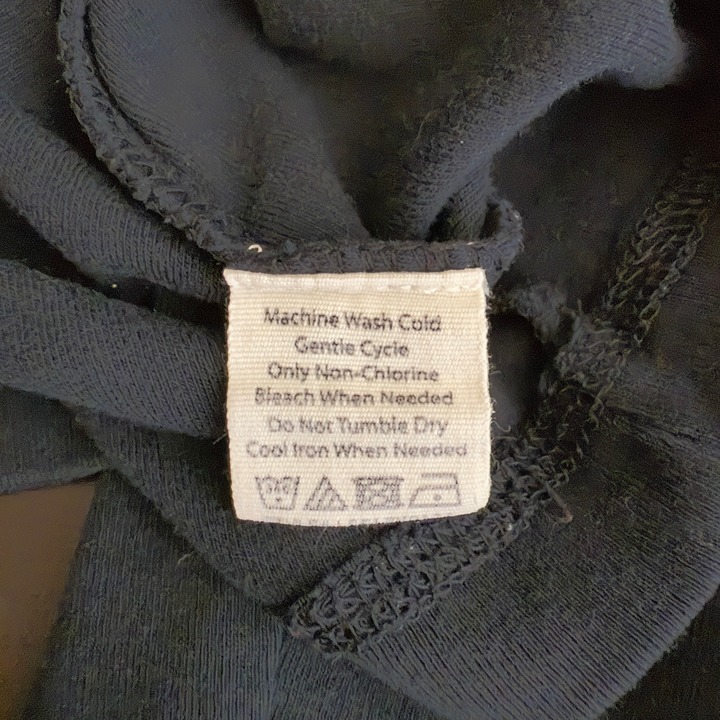 Machine Wash Cold
Gentle Cycle
Only Non-Chlorine
Bleach When Needed
Do Not Tumble Dry
Cool Iron When Needed